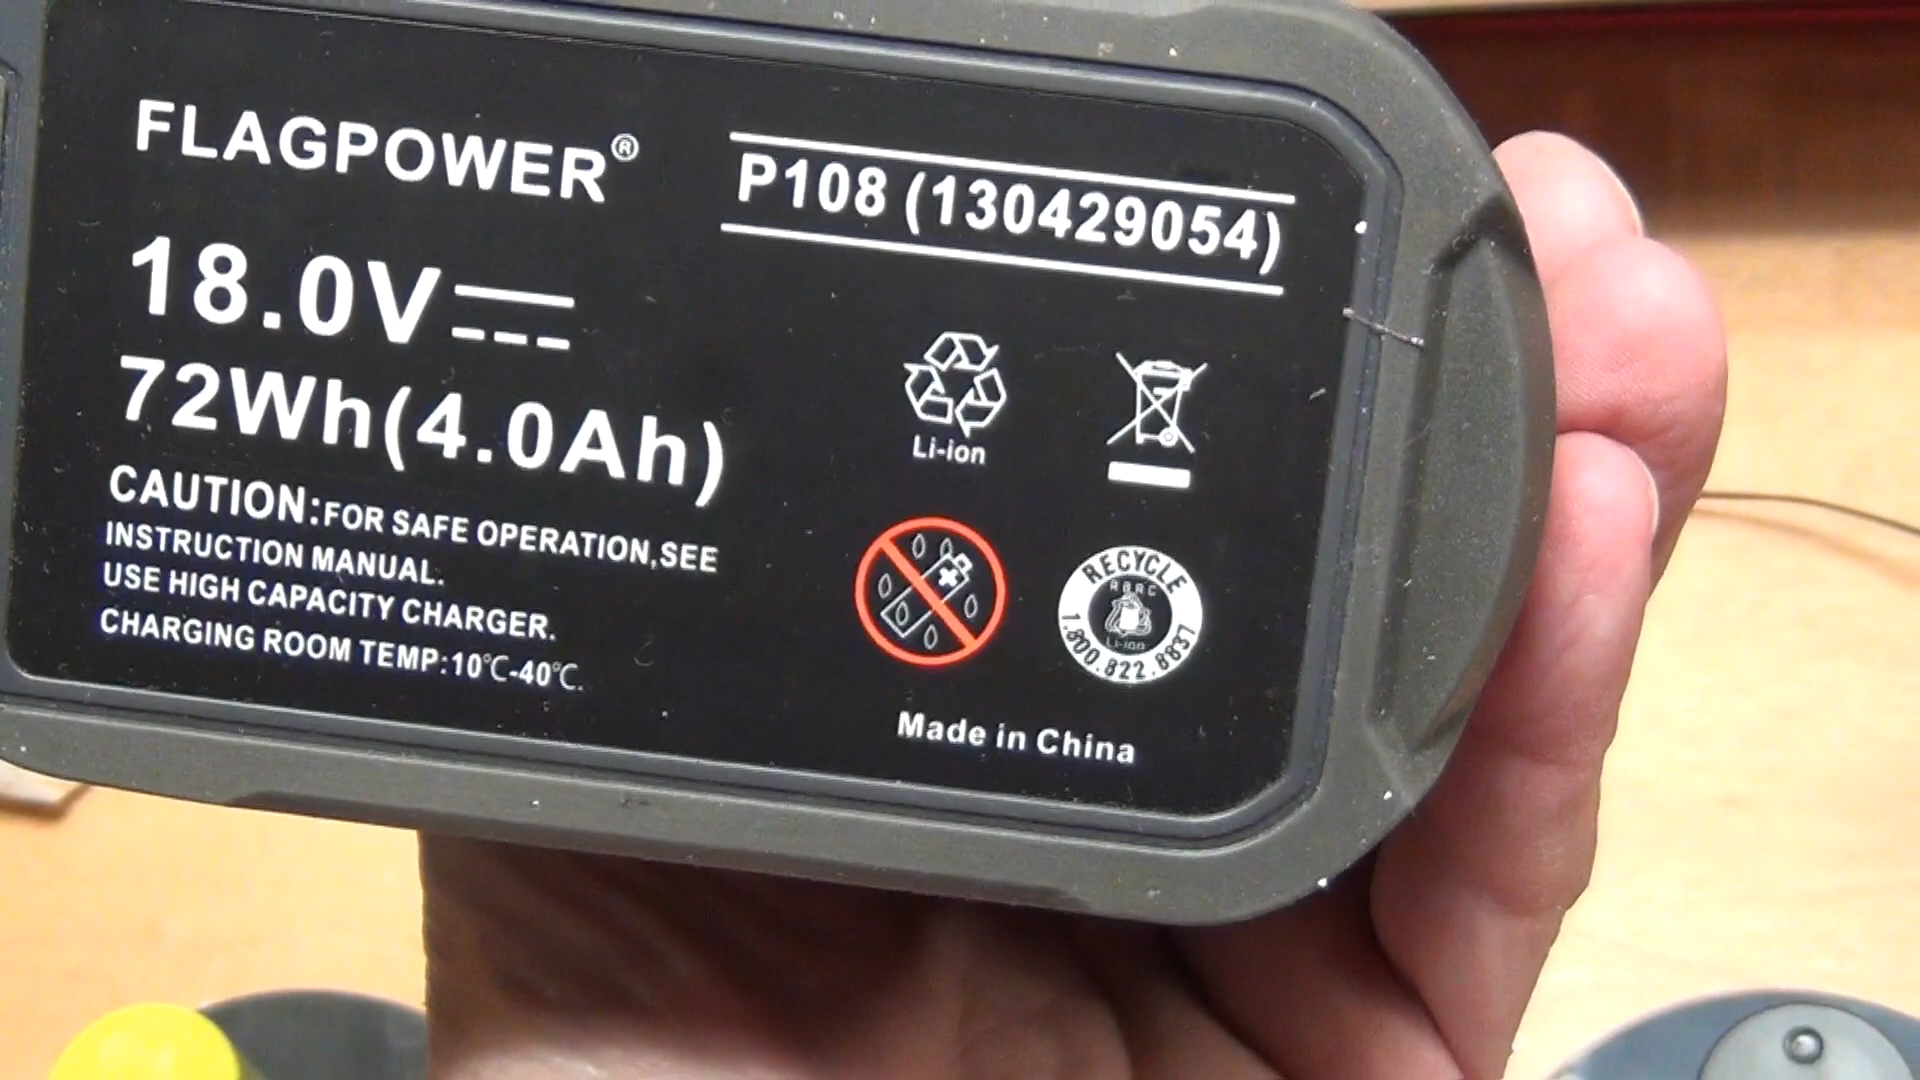 FLAGPOWER®
P108 (130429054)
18.0V
72Wh(4.0Ah)
CAUTION:FOR SAFE OPERATION,SEE
INSTRUCTION MANUAL.
USE HIGH CAPACITY CHARGER.
CHARGING ROOM TEMP:10℃-40℃.
Li-ion
RECYCLE
RBRC
Li-ion
1.800.822.8837
Made in China